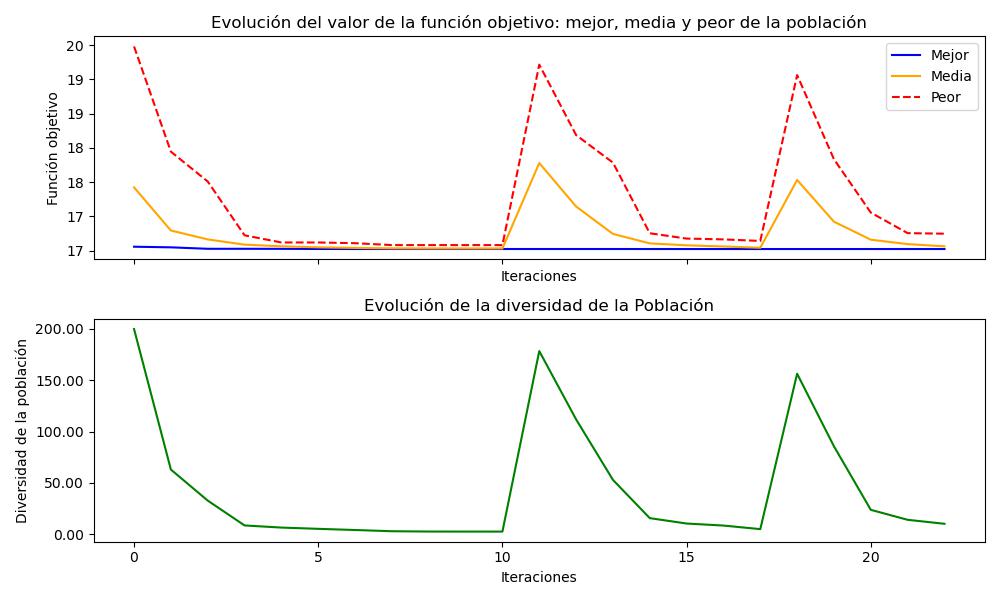 Evolución del valor de la función objetivo: mejor, media y peor de la población
Función objetivo
20
19
19
18
18
17
17
Mejor
Media
Peor
Iteraciones
Evolución de la diversidad de la Población
Diversidad de la población
200.00
150.00
100.00
50.00
0.00
0 5 10 15 20
Iteraciones